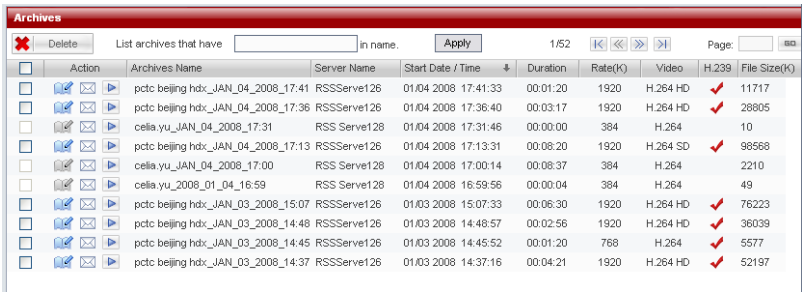 Archives
Delete List archives that have in name. Apply 1/52 Page: GO
Action Archives Name Server Name Start Date / Time Duration Rate(K) Video H.239 File Size(K)
pctc beijing hdx_JAN_04_2008_17:41 RSSServe126 01/04 2008 17:41:33 00:01:20 1920 H.264 HD 11717
pctc beijing hdx_JAN_04_2008_17:36 RSSServe126 01/04 2008 17:36:40 00:03:17 1920 H.264 HD 28805
celia.yu_JAN_04_2008_17:31 RSS Serve128 01/04 2008 17:31:46 00:00:00 384 H.264 10
pctc beijing hdx_JAN_04_2008_17:13 RSSServe126 01/04 2008 17:13:31 00:08:20 1920 H.264 SD 98568
celia.yu_JAN_04_2008_17:00 RSS Serve128 01/04 2008 17:00:14 00:08:37 384 H.264 2210
celia.yu_2008_01_04_16:59 RSS Serve128 01/04 2008 16:59:56 00:00:04 384 H.264 49
pctc beijing hdx_JAN_03_2008_15:07 RSSServe126 01/03 2008 15:07:33 00:06:30 1920 H.264 HD 76223
pctc beijing hdx_JAN_03_2008_14:48 RSSServe126 01/03 2008 14:48:57 00:02:56 1920 H.264 HD 36039
pctc beijing hdx_JAN_03_2008_14:45 RSSServe126 01/03 2008 14:45:52 00:01:20 768 H.264 5577
pctc beijing hdx_JAN_03_2008_14:37 RSSServe126 01/03 2008 14:37:16 00:04:21 1920 H.264 HD 52197